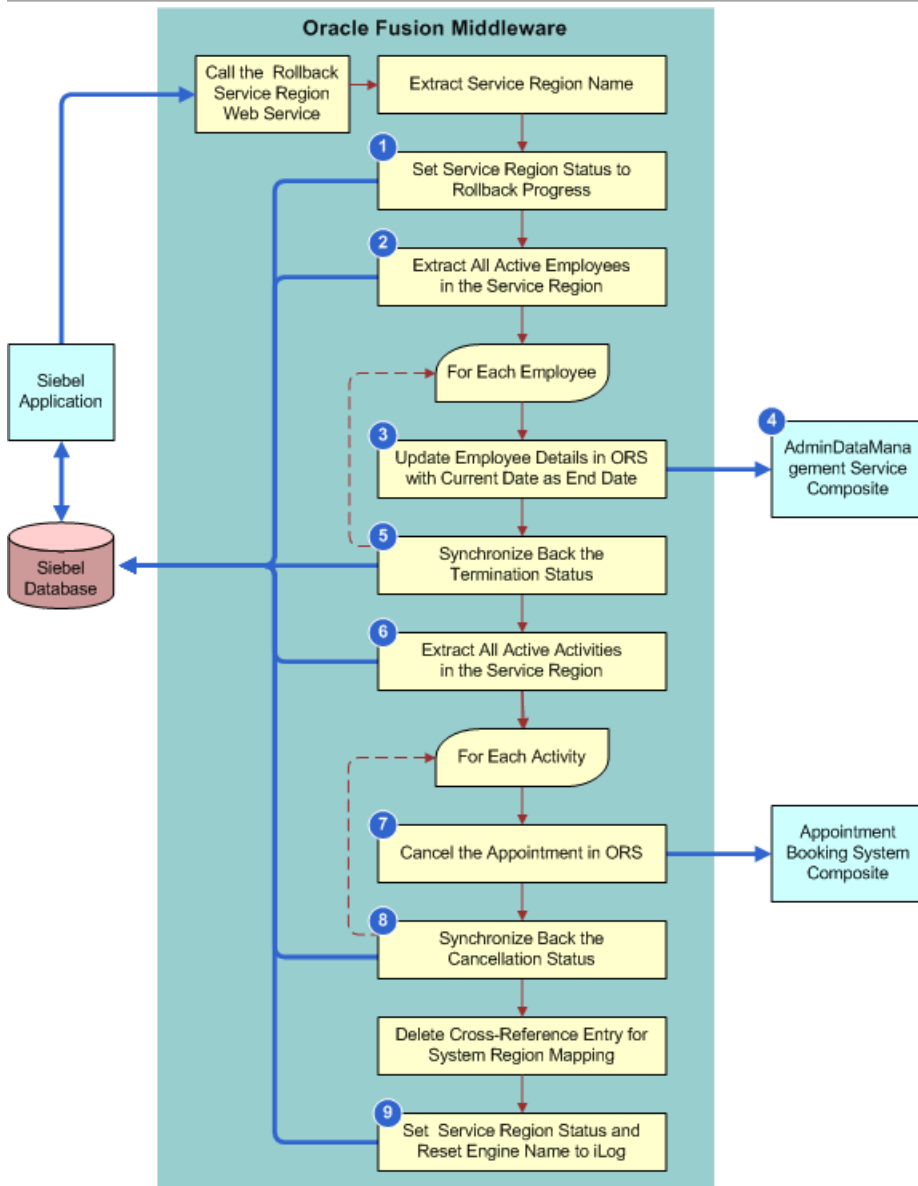 Oracle Fusion Middleware
Call the Rollback
Service Region
Web Service
Extract Service Region Name
1
Set Service Region Status to
Rollback Progress
2
Extract All Active Employees
in the Service Region
For Each Employee
Siebel
Application
3
Update Employee Details in ORS
with Current Date as End Date
4
AdminDataMana
gement Service
Composite
5
Synchronize Back the
Termination Status
Siebel
Database
6
Extract All Active Activities
in the Service Region
For Each Activity
7
Cancel the Appointment in ORS
Appointment
Booking System
Composite
8
Synchronize Back the
Cancellation Status
Delete Cross-Reference Entry for
System Region Mapping
9
Set Service Region Status and
Reset Engine Name to iLog